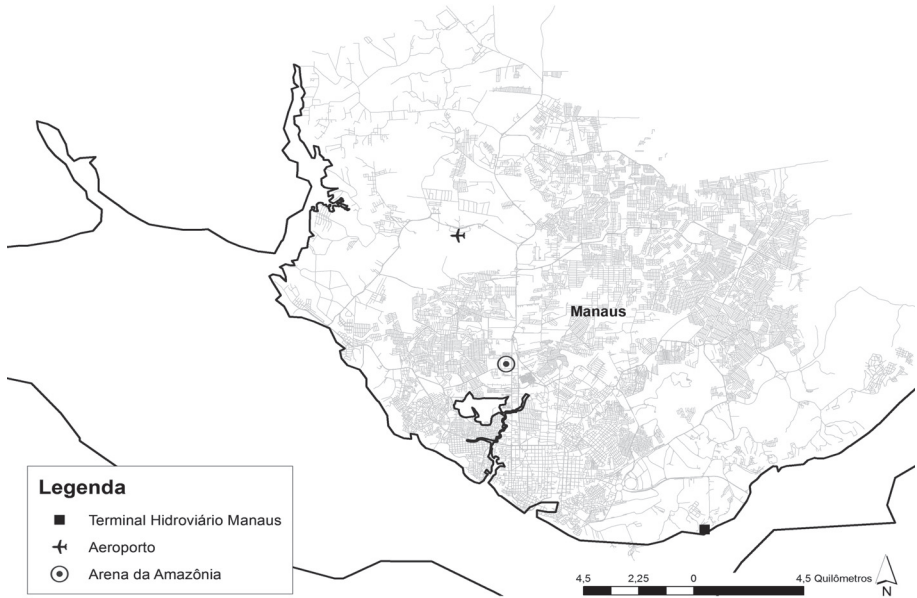 Manaus
Legenda
Terminal Hidroviário Manaus
Aeroporto
Arena da Amazônia
4,5 2,25 0 4,5 Quilômetros
N